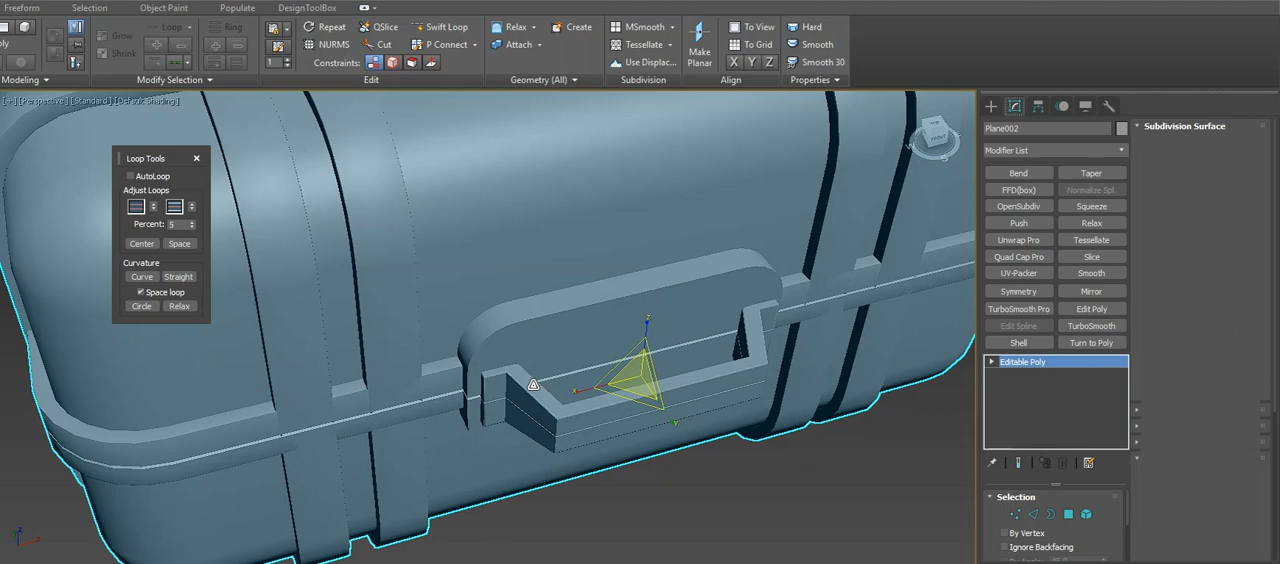 Freeform Selection Object Paint Populate DesignToolBox
Loop Ring Repeat QSlice Swift Loop Relax Create MSmooth To View Hard
Grow NURMS Cut P Connect Attach Tessellate Make To Grid Smooth
Shrink 1 Constraints: Use Displac... Planar X Y Z Smooth 30
Modeling Modify Selection Edit Geometry (All) Subdivision Align Properties
[+] [Perspective] [Standard] [Default Shading]
Loop Tools
AutoLoop
Adjust Loops
Percent: 5
Center Space
Curvature
Curve Straight
Space loop
Circle Relax
z
x
y
FRONT
W
S
Plane002
Modifier List
Bend Taper
FFD(box) Normalize Spl.
OpenSubdiv Squeeze
Push Relax
Unwrap Pro Tessellate
Quad Cap Pro Slice
UV-Packer Smooth
Symmetry Mirror
TurboSmooth Pro Edit Poly
Edit Spline TurboSmooth
Shell Turn to Poly
Editable Poly
Selection
By Vertex
Ignore Backfacing
Subdivision Surface